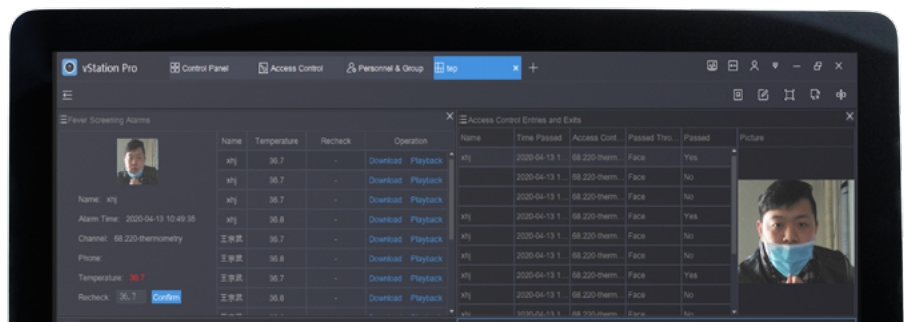 vStation Pro
Control Panel
Access Control
Personnel & Group
tep
Fever Screening Alarms
Name Temperature Recheck Operation
xhj 36.7 - Download Playback
xhj 36.7 - Download Playback
xhj 36.7 - Download Playback
xhj 36.8 - Download Playback
王宗武 36.7 - Download Playback
王宗武 36.8 - Download Playback
王宗武 36.7 - Download Playback
王宗武 36.8 - Download Playback
Name: xhj
Alarm Time: 2020-04-13 10:49:35
Channel: 68.220-thermometry
Phone:
Temperature: 36.7
Recheck: 36.7 Confirm
Access Control Entries and Exits
Name Time Passed Access Cont... Passed Thro... Passed Picture
xhj 2020-04-13 1... 68.220-therm... Face Yes
2020-04-13 1... 68.220-therm... Face No
2020-04-13 1... 68.220-therm... Face No
xhj 2020-04-13 1... 68.220-therm... Face Yes
xhj 2020-04-13 1... 68.220-therm... Face No
xhj 2020-04-13 1... 68.220-therm... Face No
xhj 2020-04-13 1... 68.220-therm... Face Yes
xhj 2020-04-13 1... 68.220-therm... Face No